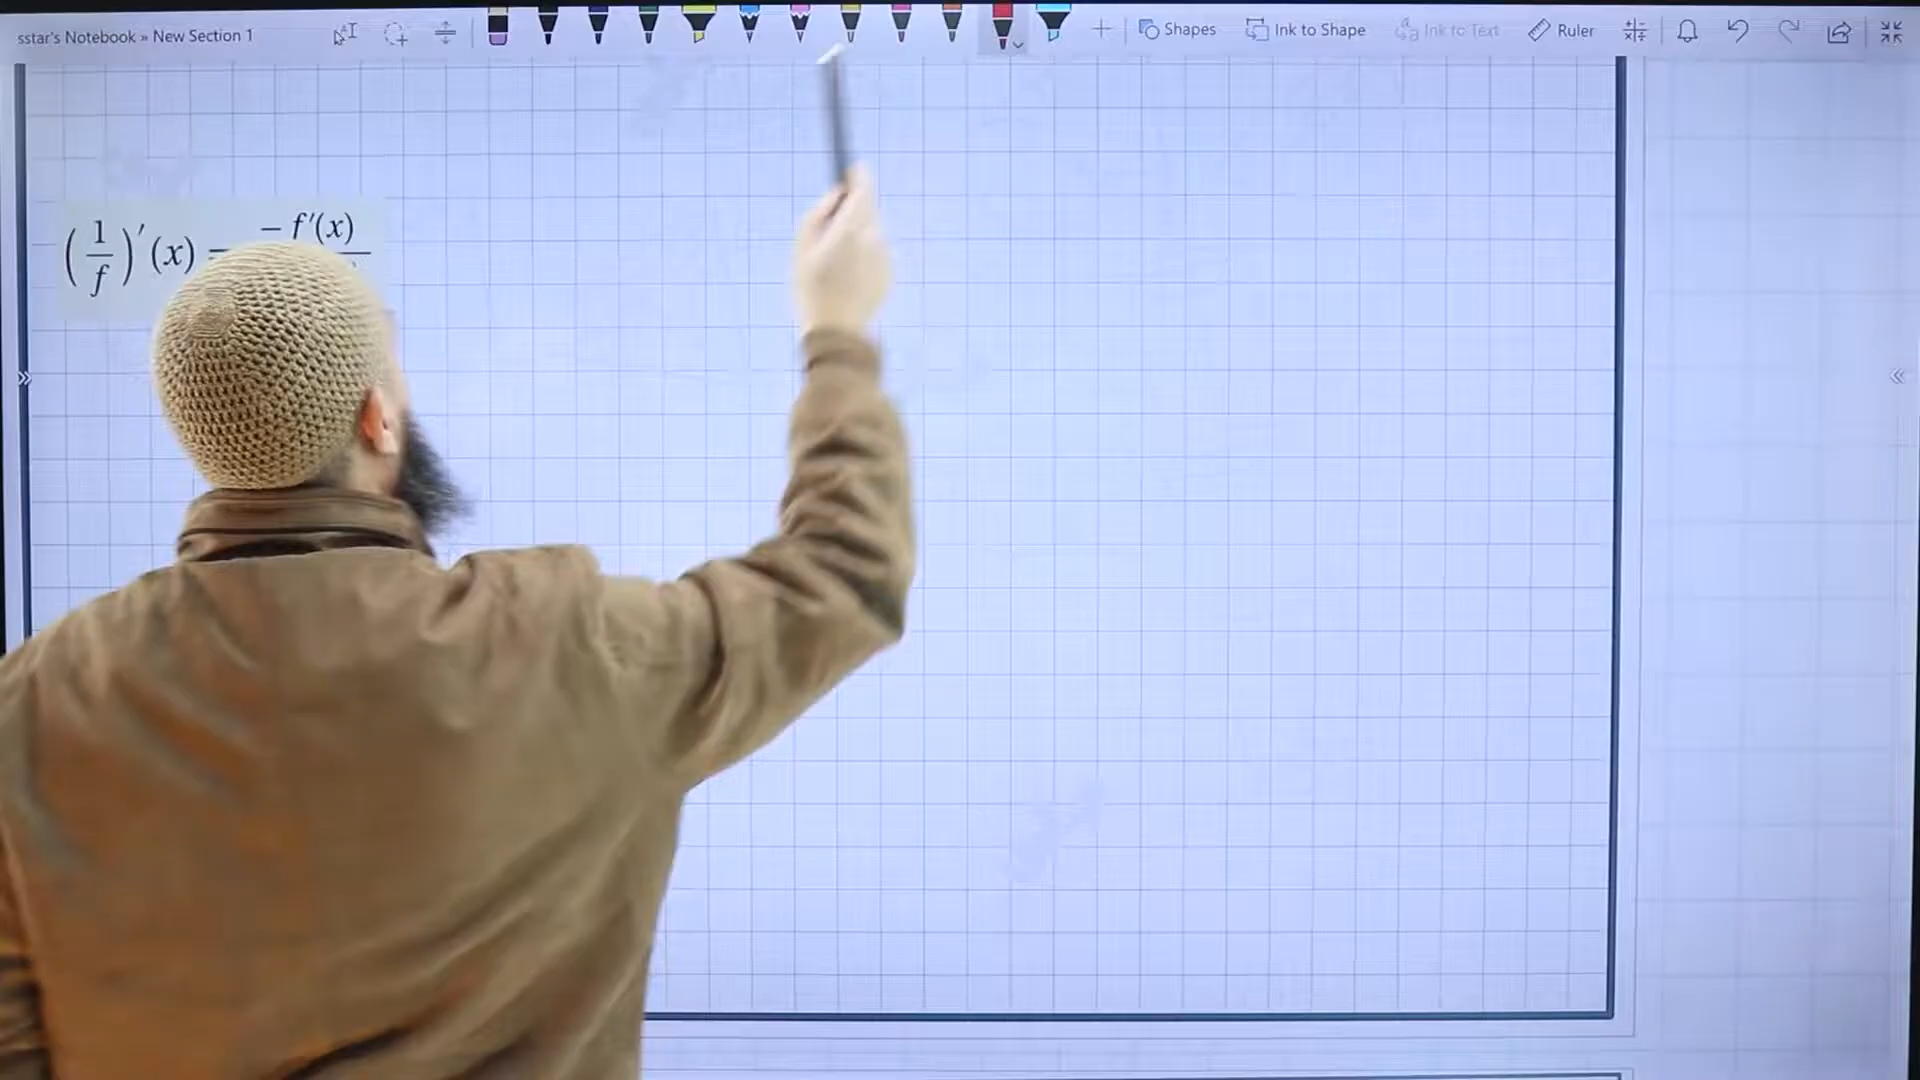 sstar's Notebook » New Section 1
Shapes
Ink to Shape
Ink to Text
Ruler
(1/f)′(x) = − f′(x)